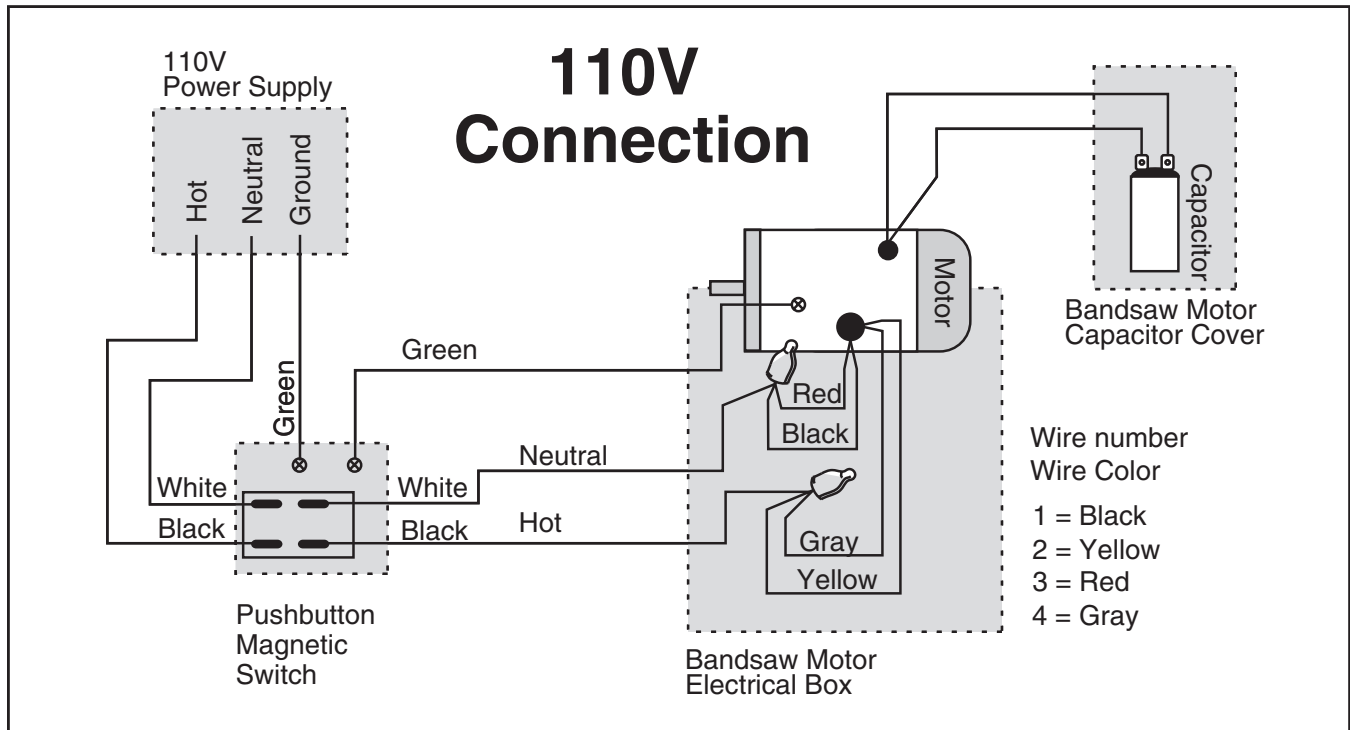 110V
Connection
110V
Power Supply
Hot
Neutral
Ground
Green
Green
White
Black
White
Black
Neutral
Hot
Pushbutton
Magnetic
Switch
Motor
Red
Black
Gray
Yellow
Bandsaw Motor
Electrical Box
Capacitor
Bandsaw Motor
Capacitor Cover
Wire number
Wire Color
1 = Black
2 = Yellow
3 = Red
4 = Gray